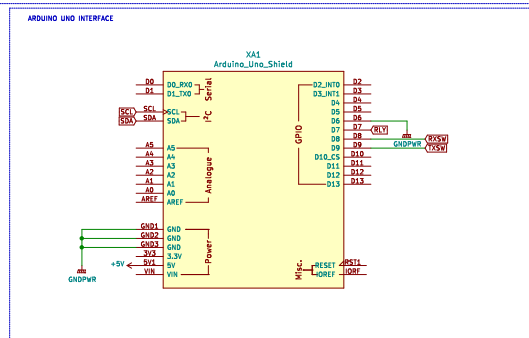 ARDUINO UNO INTERFACE
XA1
Arduino_Uno_Shield
D0 D0_RX0 D2_INT0 D2
D1 D1_TX0 Serial D3_INT1 D3
D4 D4
SCL SCL SCL D5 D5
SDA SDA SDA I²C D6 D6
D7 D7 RLY
GPIO D8 D8 RXSW
A5 A5 D9 D9 TXSW
GNDPWR
A4 A4 D10_CS D10
A3 A3 D11 D11
A2 A2 Analogue D12 D12
A1 A1 D13 D13
A0 A0
AREF AREF
GND1 GND
GND2 GND
GND3 GND Power
3V3 3.3V
+5V 5V1 5V Misc. RESET RST1
VIN VIN IOREF IORF
GNDPWR